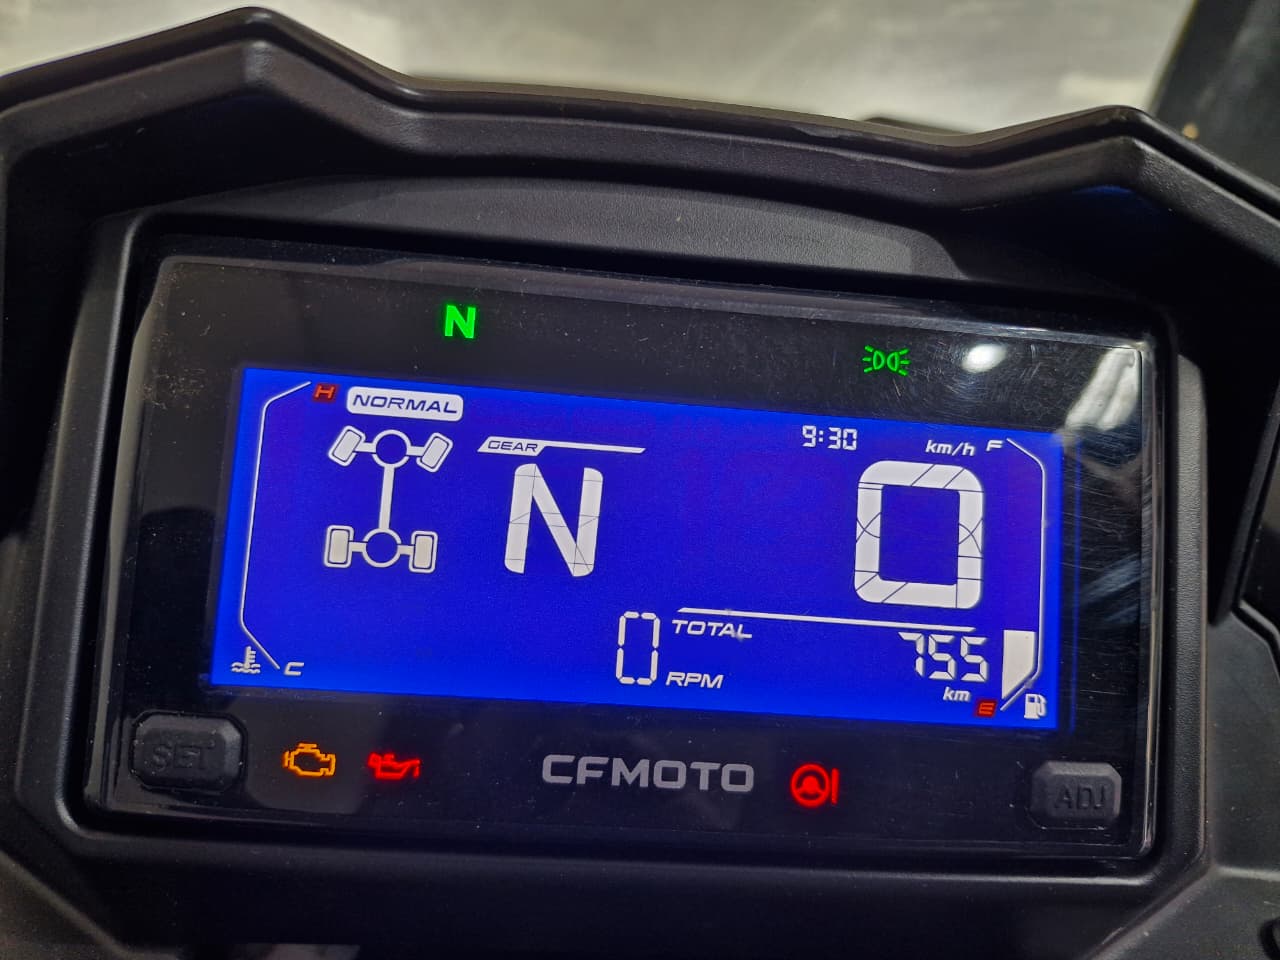 N
H NORMAL
GEAR
N
9:30
km/h F
0
0 RPM
TOTAL
755
km
E
C
SET
CFMOTO
ADJ